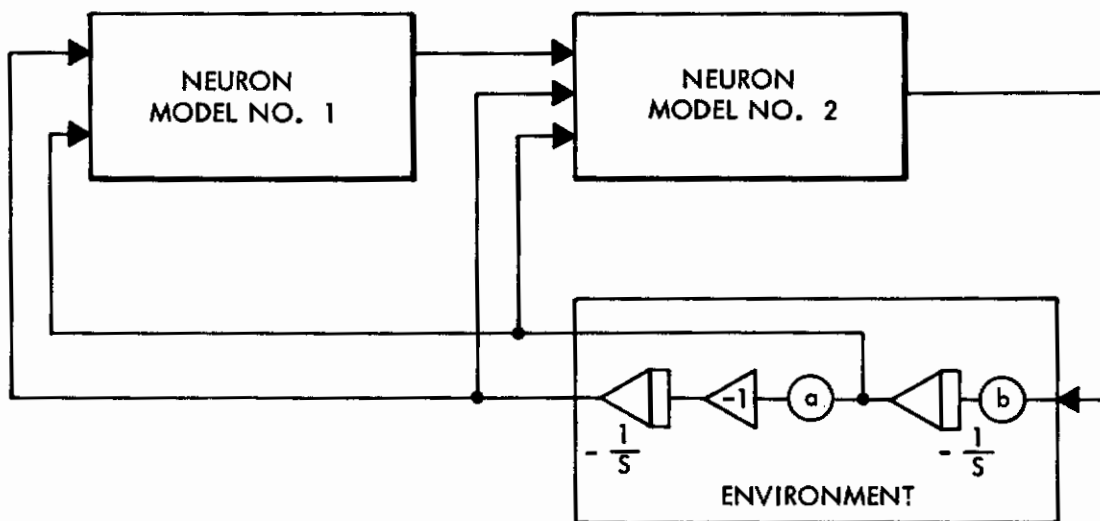 NEURON
MODEL NO. 1
NEURON
MODEL NO. 2
-1
a
b
- 1/S
- 1/S
ENVIRONMENT